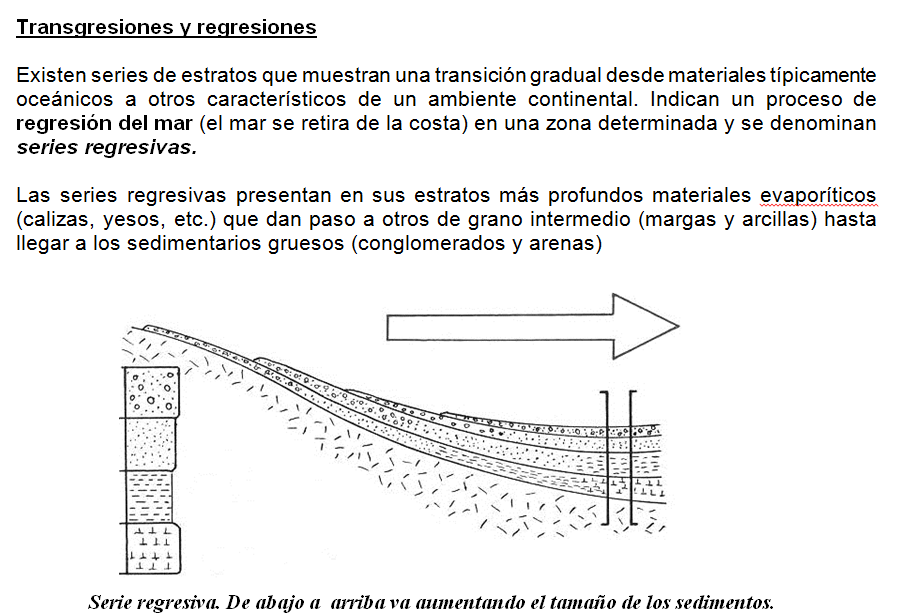 Transgresiones y regresiones
Existen series de estratos que muestran una transición gradual desde materiales típicamente
oceánicos a otros característicos de un ambiente continental. Indican un proceso de
regresión del mar (el mar se retira de la costa) en una zona determinada y se denominan
series regresivas.
Las series regresivas presentan en sus estratos más profundos materiales evaporíticos
(calizas, yesos, etc.) que dan paso a otros de grano intermedio (margas y arcillas) hasta
llegar a los sedimentarios gruesos (conglomerados y arenas)
Serie regresiva. De abajo a arriba va aumentando el tamaño de los sedimentos.